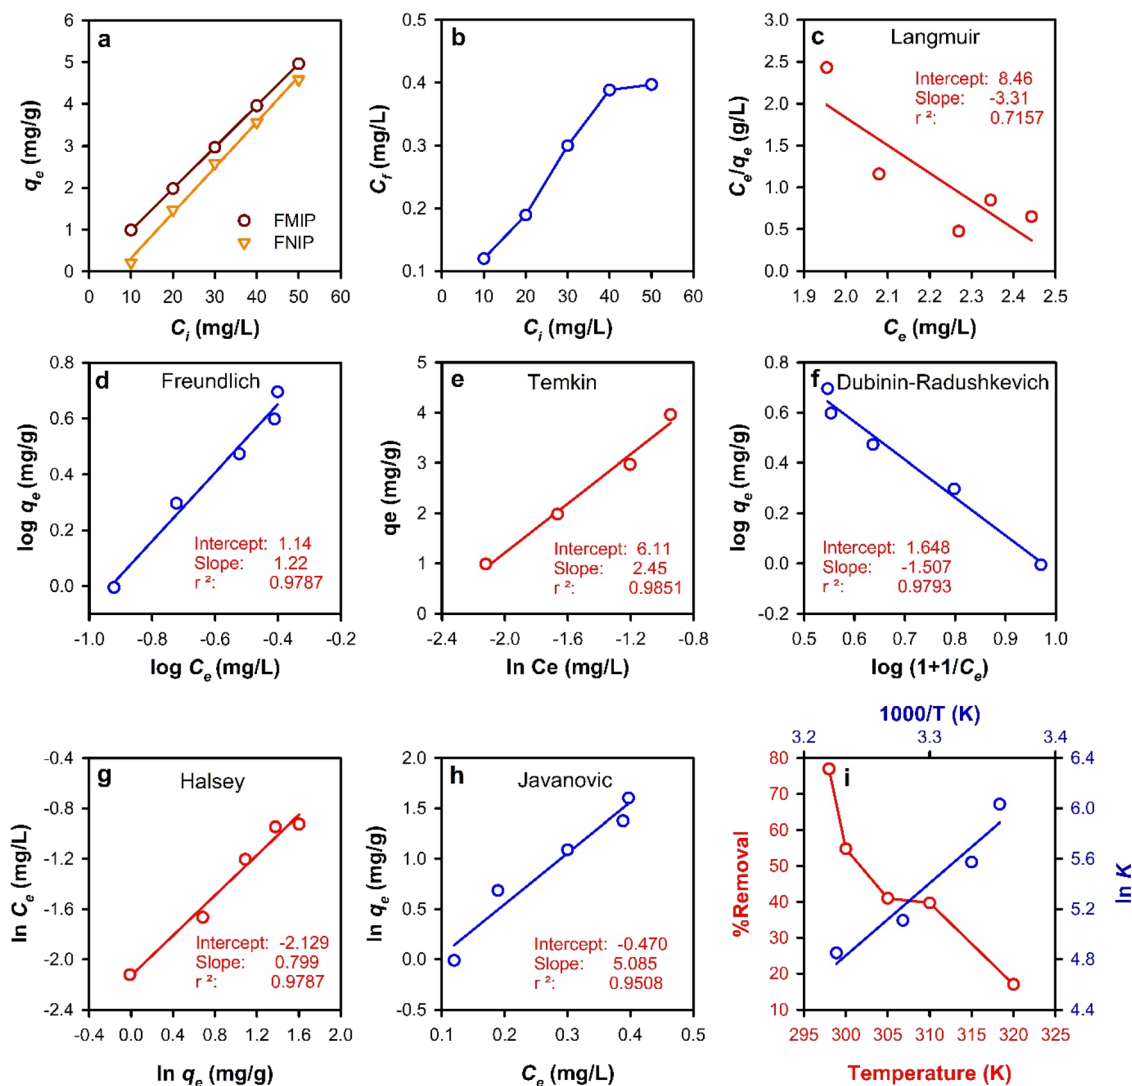 a
6
5
4
3
2
1
0
q_e (mg/g)
FMIP
FNIP
0 10 20 30 40 50 60
C_i (mg/L)
b
0.4
0.3
0.2
0.1
C_f (mg/L)
0 10 20 30 40 50 60
C_i (mg/L)
c
Langmuir
3.0
2.5
2.0
1.5
1.0
0.5
0.0
C_e/q_e (g/L)
Intercept: 8.46
Slope: -3.31
r ²: 0.7157
1.9 2.0 2.1 2.2 2.3 2.4 2.5
C_e (mg/L)
d
Freundlich
0.8
0.6
0.4
0.2
0.0
log q_e (mg/g)
Intercept: 1.14
Slope: 1.22
r ²: 0.9787
-1.0 -0.8 -0.6 -0.4 -0.2
log C_e (mg/L)
e
Temkin
5
4
3
2
1
0
qe (mg/g)
Intercept: 6.11
Slope: 2.45
r ²: 0.9851
-2.4 -2.0 -1.6 -1.2 -0.8
ln Ce (mg/L)
f
Dubinin-Radushkevich
0.8
0.6
0.4
0.2
0.0
-0.2
log q_e (mg/g)
Intercept: 1.648
Slope: -1.507
r ²: 0.9793
0.5 0.6 0.7 0.8 0.9 1.0
log (1+1/C_e)
g
Halsey
-0.4
-0.8
-1.2
-1.6
-2.0
-2.4
ln C_e (mg/L)
Intercept: -2.129
Slope: 0.799
r ²: 0.9787
0.0 0.4 0.8 1.2 1.6 2.0
ln q_e (mg/g)
h
Javanovic
2.0
1.5
1.0
0.5
0.0
-0.5
ln q_e (mg/g)
Intercept: -0.470
Slope: 5.085
r ²: 0.9508
0.1 0.2 0.3 0.4 0.5
C_e (mg/L)
1000/T (K)
3.2 3.3 3.4
i
80
70
60
50
40
30
20
10
%Removal
6.4
6.0
5.6
5.2
4.8
4.4
ln K
295 300 305 310 315 320 325
Temperature (K)